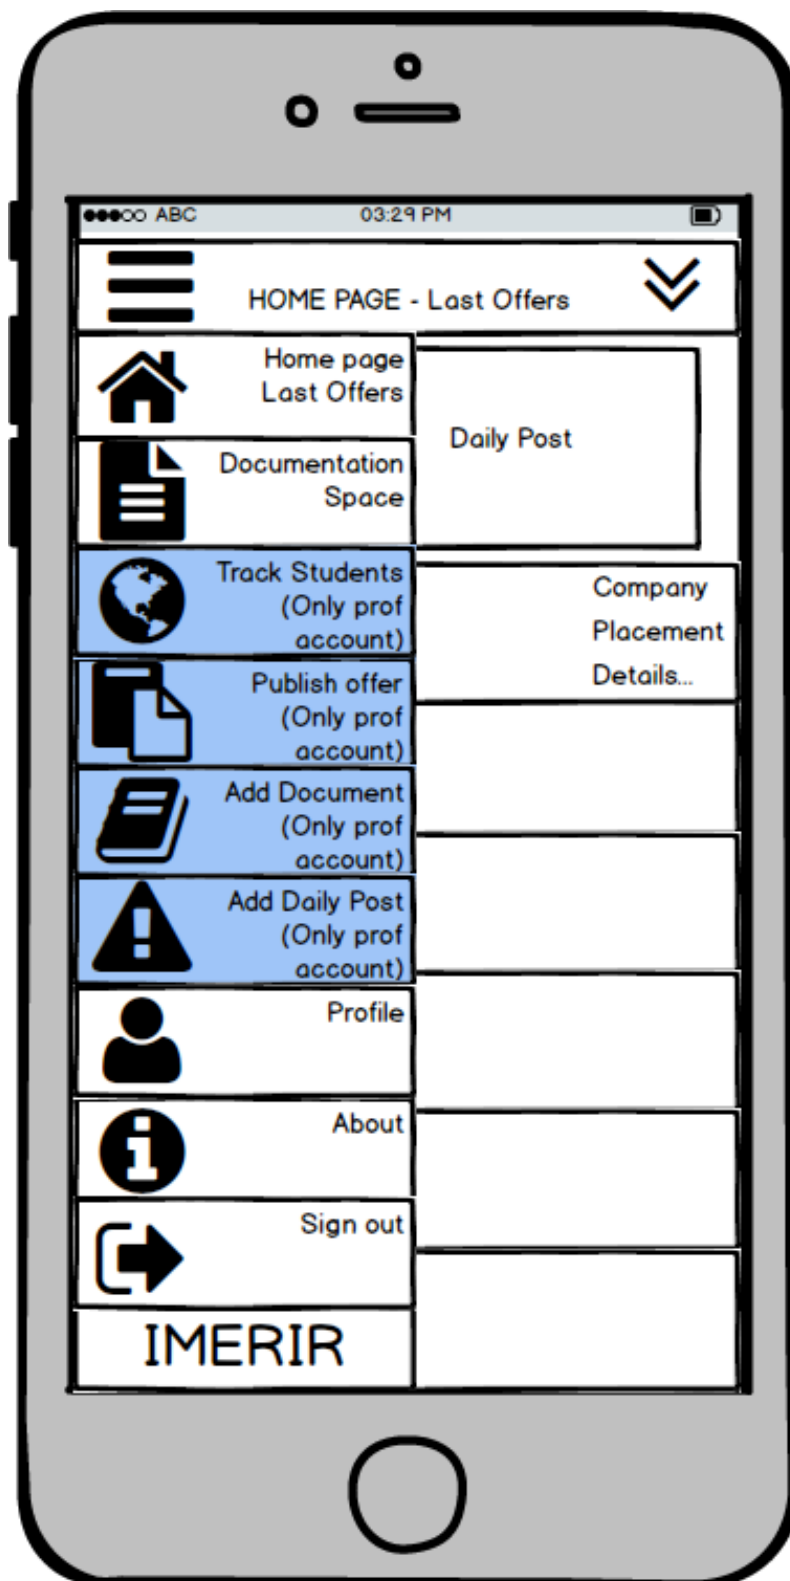 ABC
03:29 PM
HOME PAGE - Last Offers
Home page
Last Offers
Documentation
Space
Track Students
(Only prof
account)
Publish offer
(Only prof
account)
Add Document
(Only prof
account)
Add Daily Post
(Only prof
account)
Profile
About
Sign out
IMERIR
Daily Post
Company
Placement
Details...